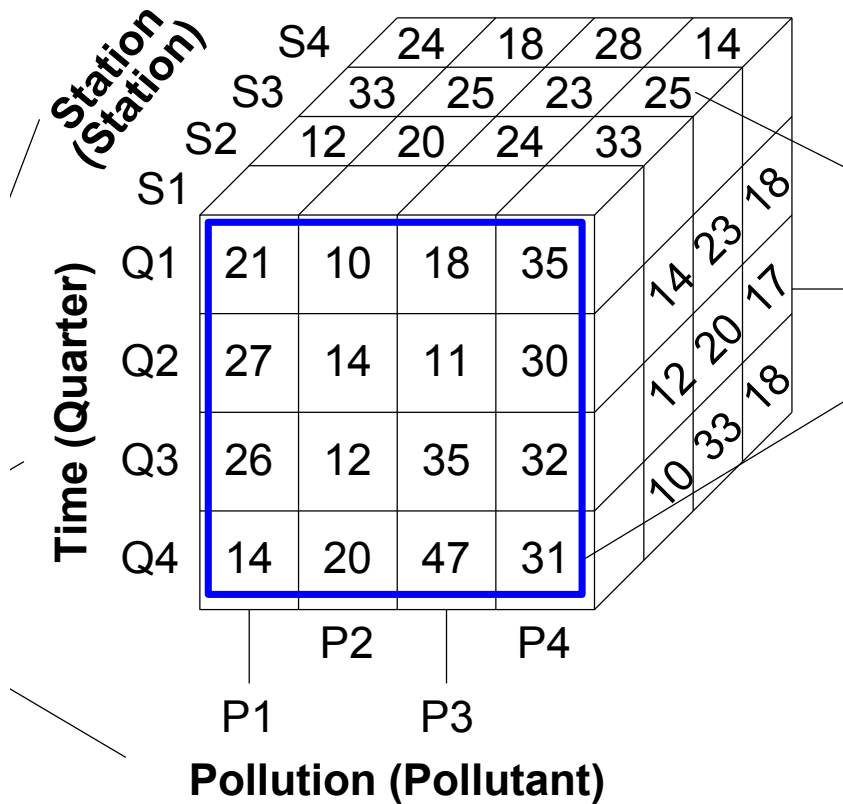 Station
(Station)
S4 24 18 28 14
S3 33 25 23 25
S2 12 20 24 33
S1
Time (Quarter)
Q1 21 10 18 35
Q2 27 14 11 30
Q3 26 12 35 32
Q4 14 20 47 31
14 23 18
12 20 17
10 33 18
P2 P4
P1 P3
Pollution (Pollutant)